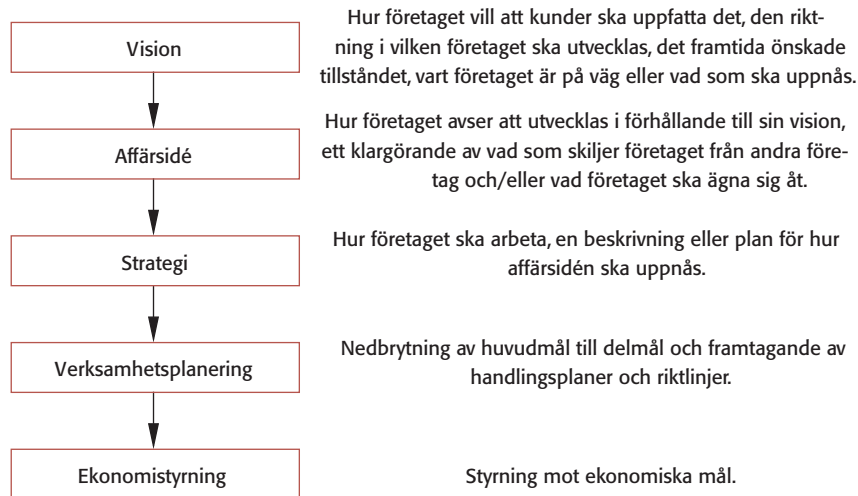 Vision
Hur företaget vill att kunder ska uppfatta det, den rikt-
ning i vilken företaget ska utvecklas, det framtida önskade
tillståndet, vart företaget är på väg eller vad som ska uppnås.
Affärsidé
Hur företaget avser att utvecklas i förhållande till sin vision,
ett klargörande av vad som skiljer företaget från andra före-
tag och/eller vad företaget ska ägna sig åt.
Strategi
Hur företaget ska arbeta, en beskrivning eller plan för hur
affärsidén ska uppnås.
Verksamhetsplanering
Nedbrytning av huvudmål till delmål och framtagande av
handlingsplaner och riktlinjer.
Ekonomistyrning
Styrning mot ekonomiska mål.